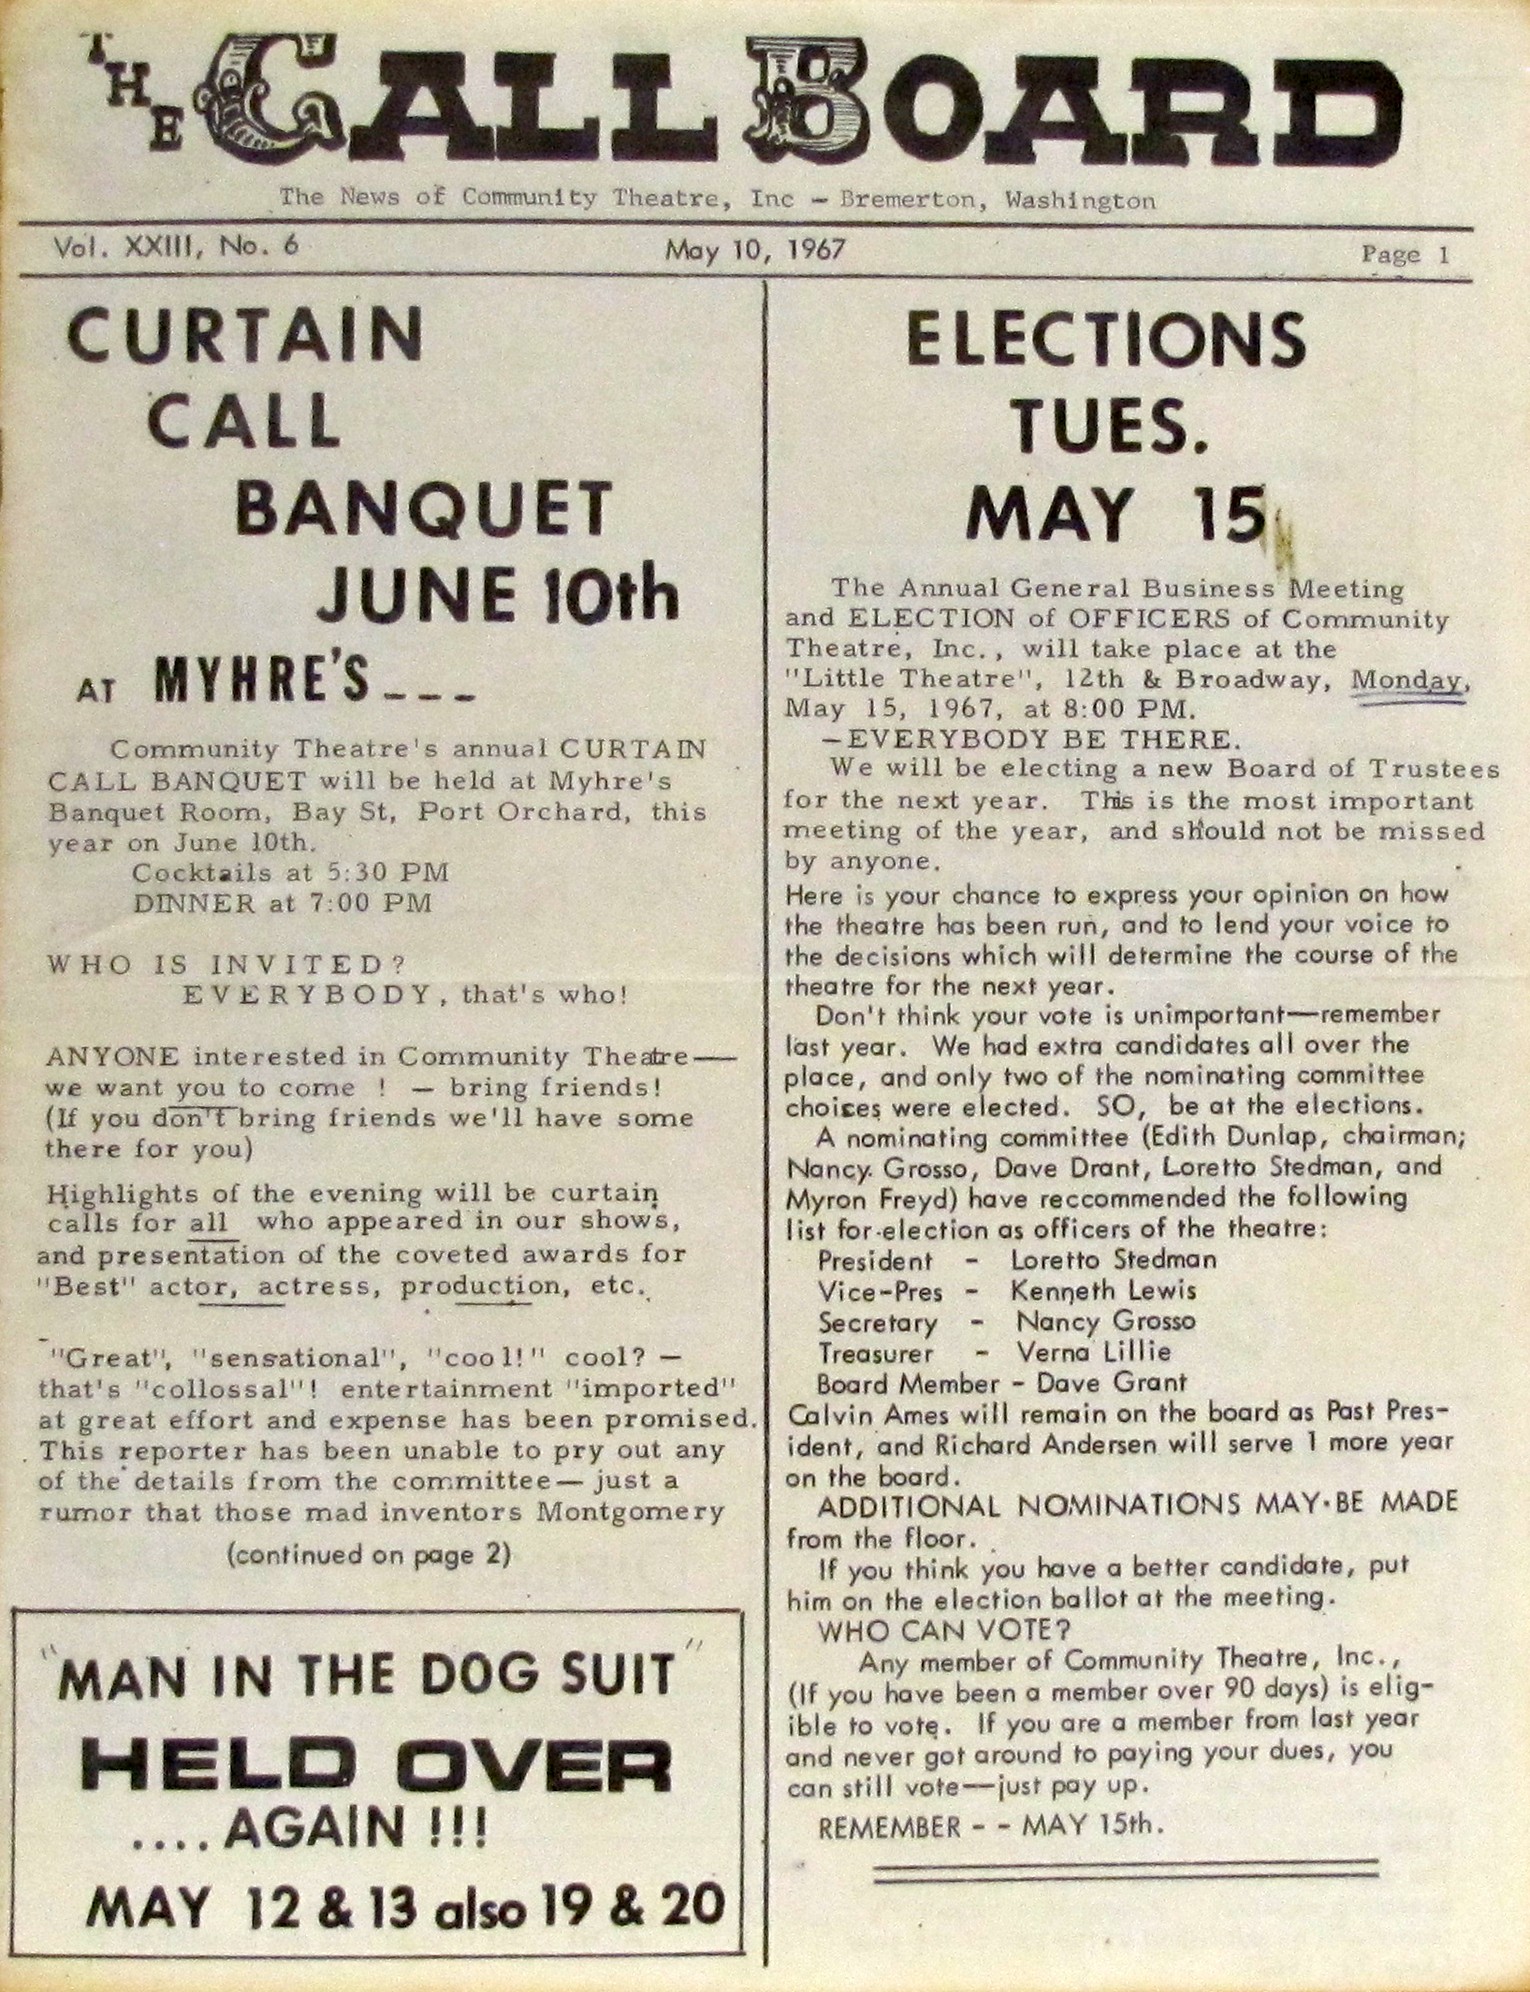 THE CALL BOARD
The News of Community Theatre, Inc - Bremerton, Washington
Vol. XXIII, No. 6 May 10, 1967 Page 1
CURTAIN
CALL
BANQUET
JUNE 10th
AT MYHRE'S---
Community Theatre's annual CURTAIN
CALL BANQUET will be held at Myhre's
Banquet Room, Bay St, Port Orchard, this
year on June 10th.
Cocktails at 5:30 PM
DINNER at 7:00 PM
WHO IS INVITED?
EVERYBODY, that's who!
ANYONE interested in Community Theatre—
we want you to come ! — bring friends!
(If you don't bring friends we'll have some
there for you)
Highlights of the evening will be curtain
calls for all who appeared in our shows,
and presentation of the coveted awards for
"Best" actor, actress, production, etc.
"Great", "sensational", "cool!" cool? —
that's "collossal"! entertainment "imported"
at great effort and expense has been promised.
This reporter has been unable to pry out any
of the details from the committee— just a
rumor that those mad inventors Montgomery
(continued on page 2)
"MAN IN THE DOG SUIT"
HELD OVER
....AGAIN !!!
MAY 12 & 13 also 19 & 20
ELECTIONS
TUES.
MAY 15
The Annual General Business Meeting
and ELECTION of OFFICERS of Community
Theatre, Inc., will take place at the
"Little Theatre", 12th & Broadway, Monday,
May 15, 1967, at 8:00 PM.
—EVERYBODY BE THERE.
We will be electing a new Board of Trustees
for the next year. This is the most important
meeting of the year, and should not be missed
by anyone.
Here is your chance to express your opinion on how
the theatre has been run, and to lend your voice to
the decisions which will determine the course of the
theatre for the next year.
Don't think your vote is unimportant—remember
last year. We had extra candidates all over the
place, and only two of the nominating committee
choices were elected. SO, be at the elections.
A nominating committee (Edith Dunlap, chairman;
Nancy Grosso, Dave Drant, Loretto Stedman, and
Myron Freyd) have reccommended the following
list for election as officers of the theatre:
President - Loretto Stedman
Vice-Pres - Kenneth Lewis
Secretary - Nancy Grosso
Treasurer - Verna Lillie
Board Member - Dave Grant
Calvin Ames will remain on the board as Past Pres-
ident, and Richard Andersen will serve 1 more year
on the board.
ADDITIONAL NOMINATIONS MAY BE MADE
from the floor.
If you think you have a better candidate, put
him on the election ballot at the meeting.
WHO CAN VOTE?
Any member of Community Theatre, Inc.,
(If you have been a member over 90 days) is elig-
ible to vote. If you are a member from last year
and never got around to paying your dues, you
can still vote—just pay up.
REMEMBER - - MAY 15th.